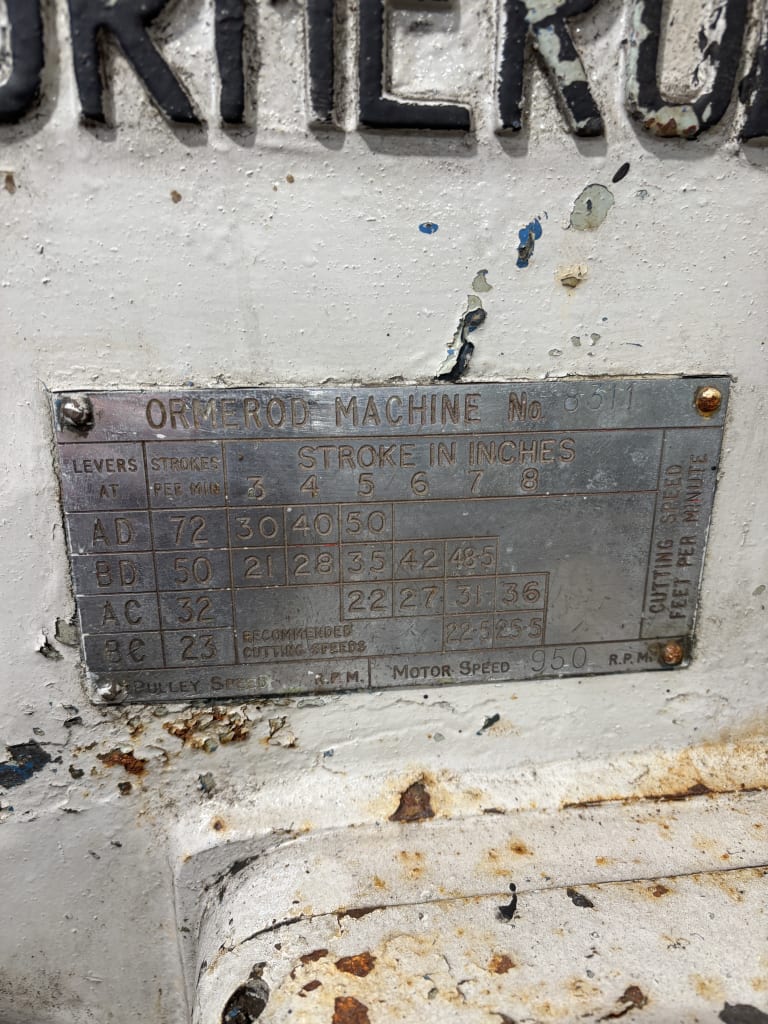 ORMEROD
ORMEROD MACHINE No. 8311
LEVERS AT STROKES PER MIN STROKE IN INCHES
3 4 5 6 7 8
AD 72 30 40 50
BD 50 21 28 35 42 48·5
AC 32 22 27 31 36
BC 23 RECOMMENDED CUTTING SPEEDS 22·5 25·5
CUTTING SPEED
FEET PER MINUTE
PULLEY SPEED R.P.M. MOTOR SPEED 950 R.P.M.